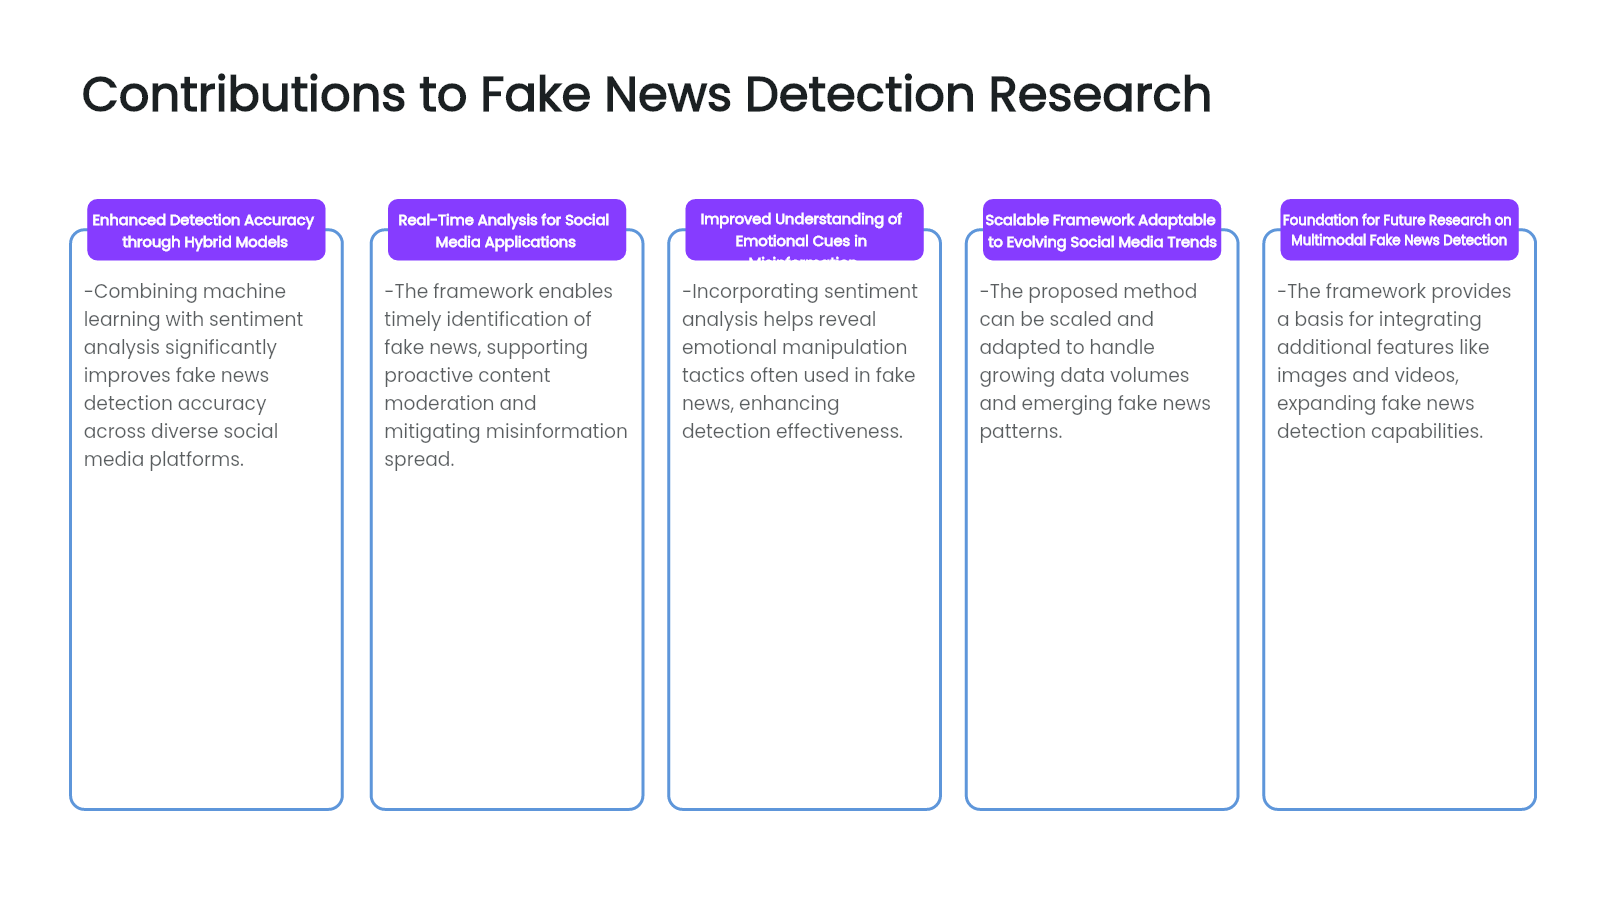 Contributions to Fake News Detection Research
Enhanced Detection Accuracy
through Hybrid Models
-Combining machine
learning with sentiment
analysis significantly
improves fake news
detection accuracy
across diverse social
media platforms.
Real-Time Analysis for Social
Media Applications
-The framework enables
timely identification of
fake news, supporting
proactive content
moderation and
mitigating misinformation
spread.
Improved Understanding of
Emotional Cues in
Misinformation
-Incorporating sentiment
analysis helps reveal
emotional manipulation
tactics often used in fake
news, enhancing
detection effectiveness.
Scalable Framework Adaptable
to Evolving Social Media Trends
-The proposed method
can be scaled and
adapted to handle
growing data volumes
and emerging fake news
patterns.
Foundation for Future Research on
Multimodal Fake News Detection
-The framework provides
a basis for integrating
additional features like
images and videos,
expanding fake news
detection capabilities.